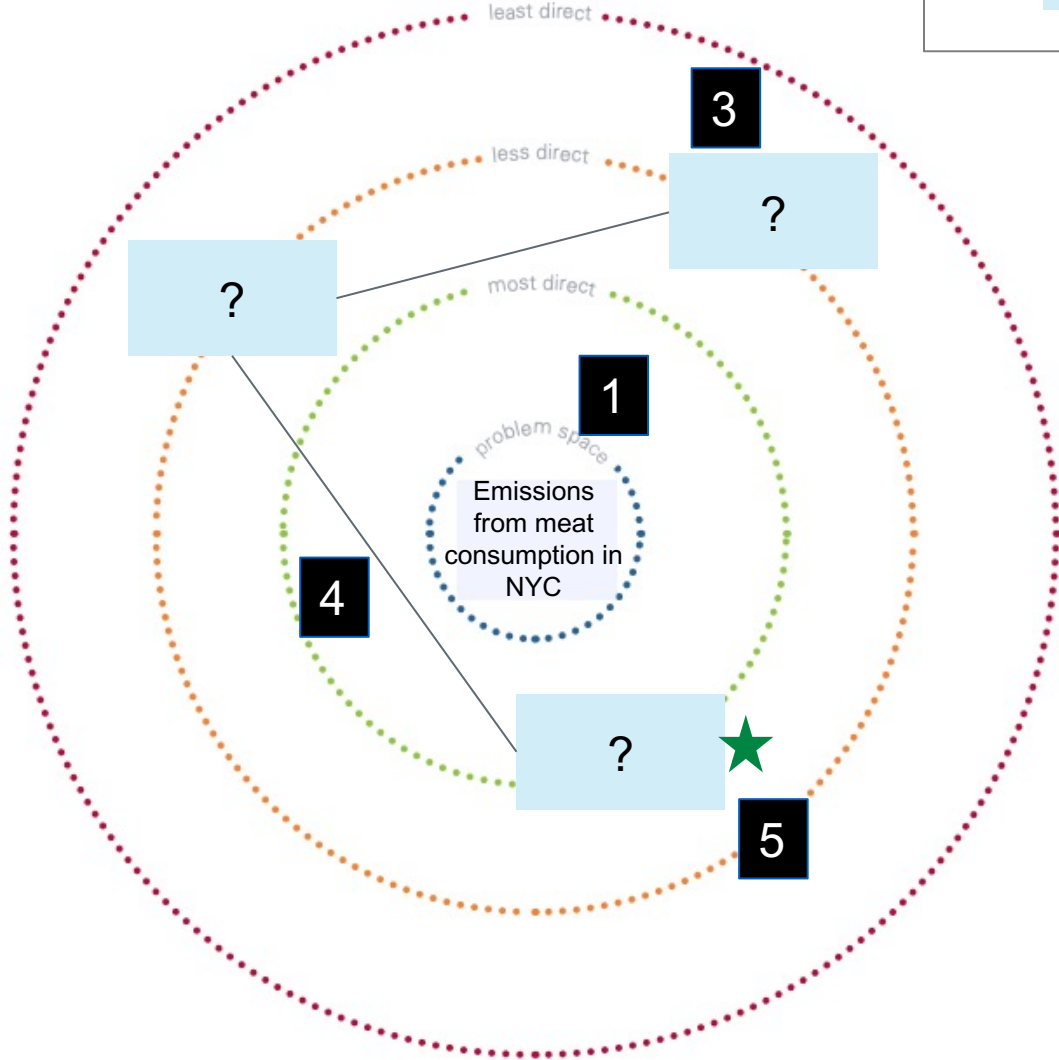 least direct
3
less direct
?
?
most direct
1
problem space
Emissions
from meat
consumption in
NYC
4
?
5